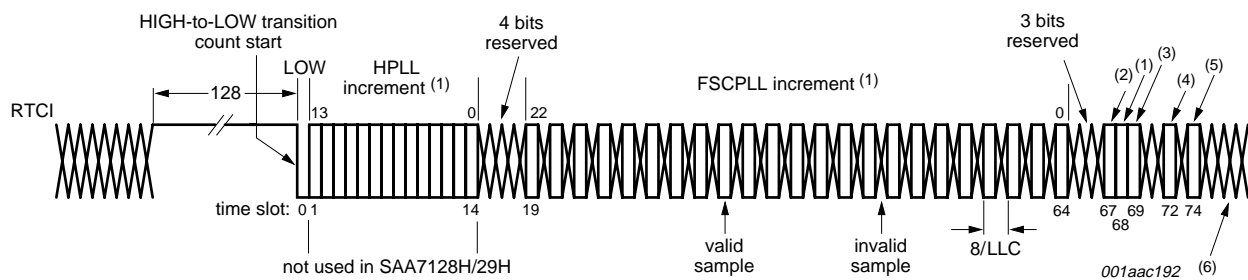 HIGH-to-LOW transition
count start
4 bits
reserved
3 bits
reserved
LOW
HPLL
increment (1)
FSCPLL increment (1)
(2)
(1)
(3)
(4)
(5)
RTCI
128
13
0
22
0
time slot:
0
1
14
19
64
67
68
69
72
74
not used in SAA7128H/29H
valid
sample
invalid
sample
8/LLC
(6)
001aac192